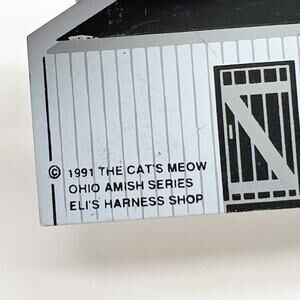 © 1991 THE CAT'S MEOW
OHIO AMISH SERIES
ELI'S HARNESS SHOP